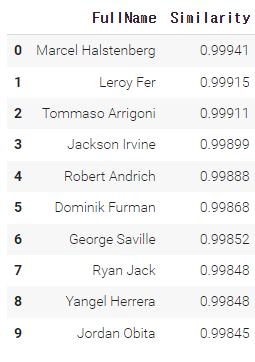 FullName Similarity
0 Marcel Halstenberg 0.99941
1 Leroy Fer 0.99915
2 Tommaso Arrigoni 0.99911
3 Jackson Irvine 0.99899
4 Robert Andrich 0.99888
5 Dominik Furman 0.99868
6 George Saville 0.99852
7 Ryan Jack 0.99848
8 Yangel Herrera 0.99848
9 Jordan Obita 0.99845